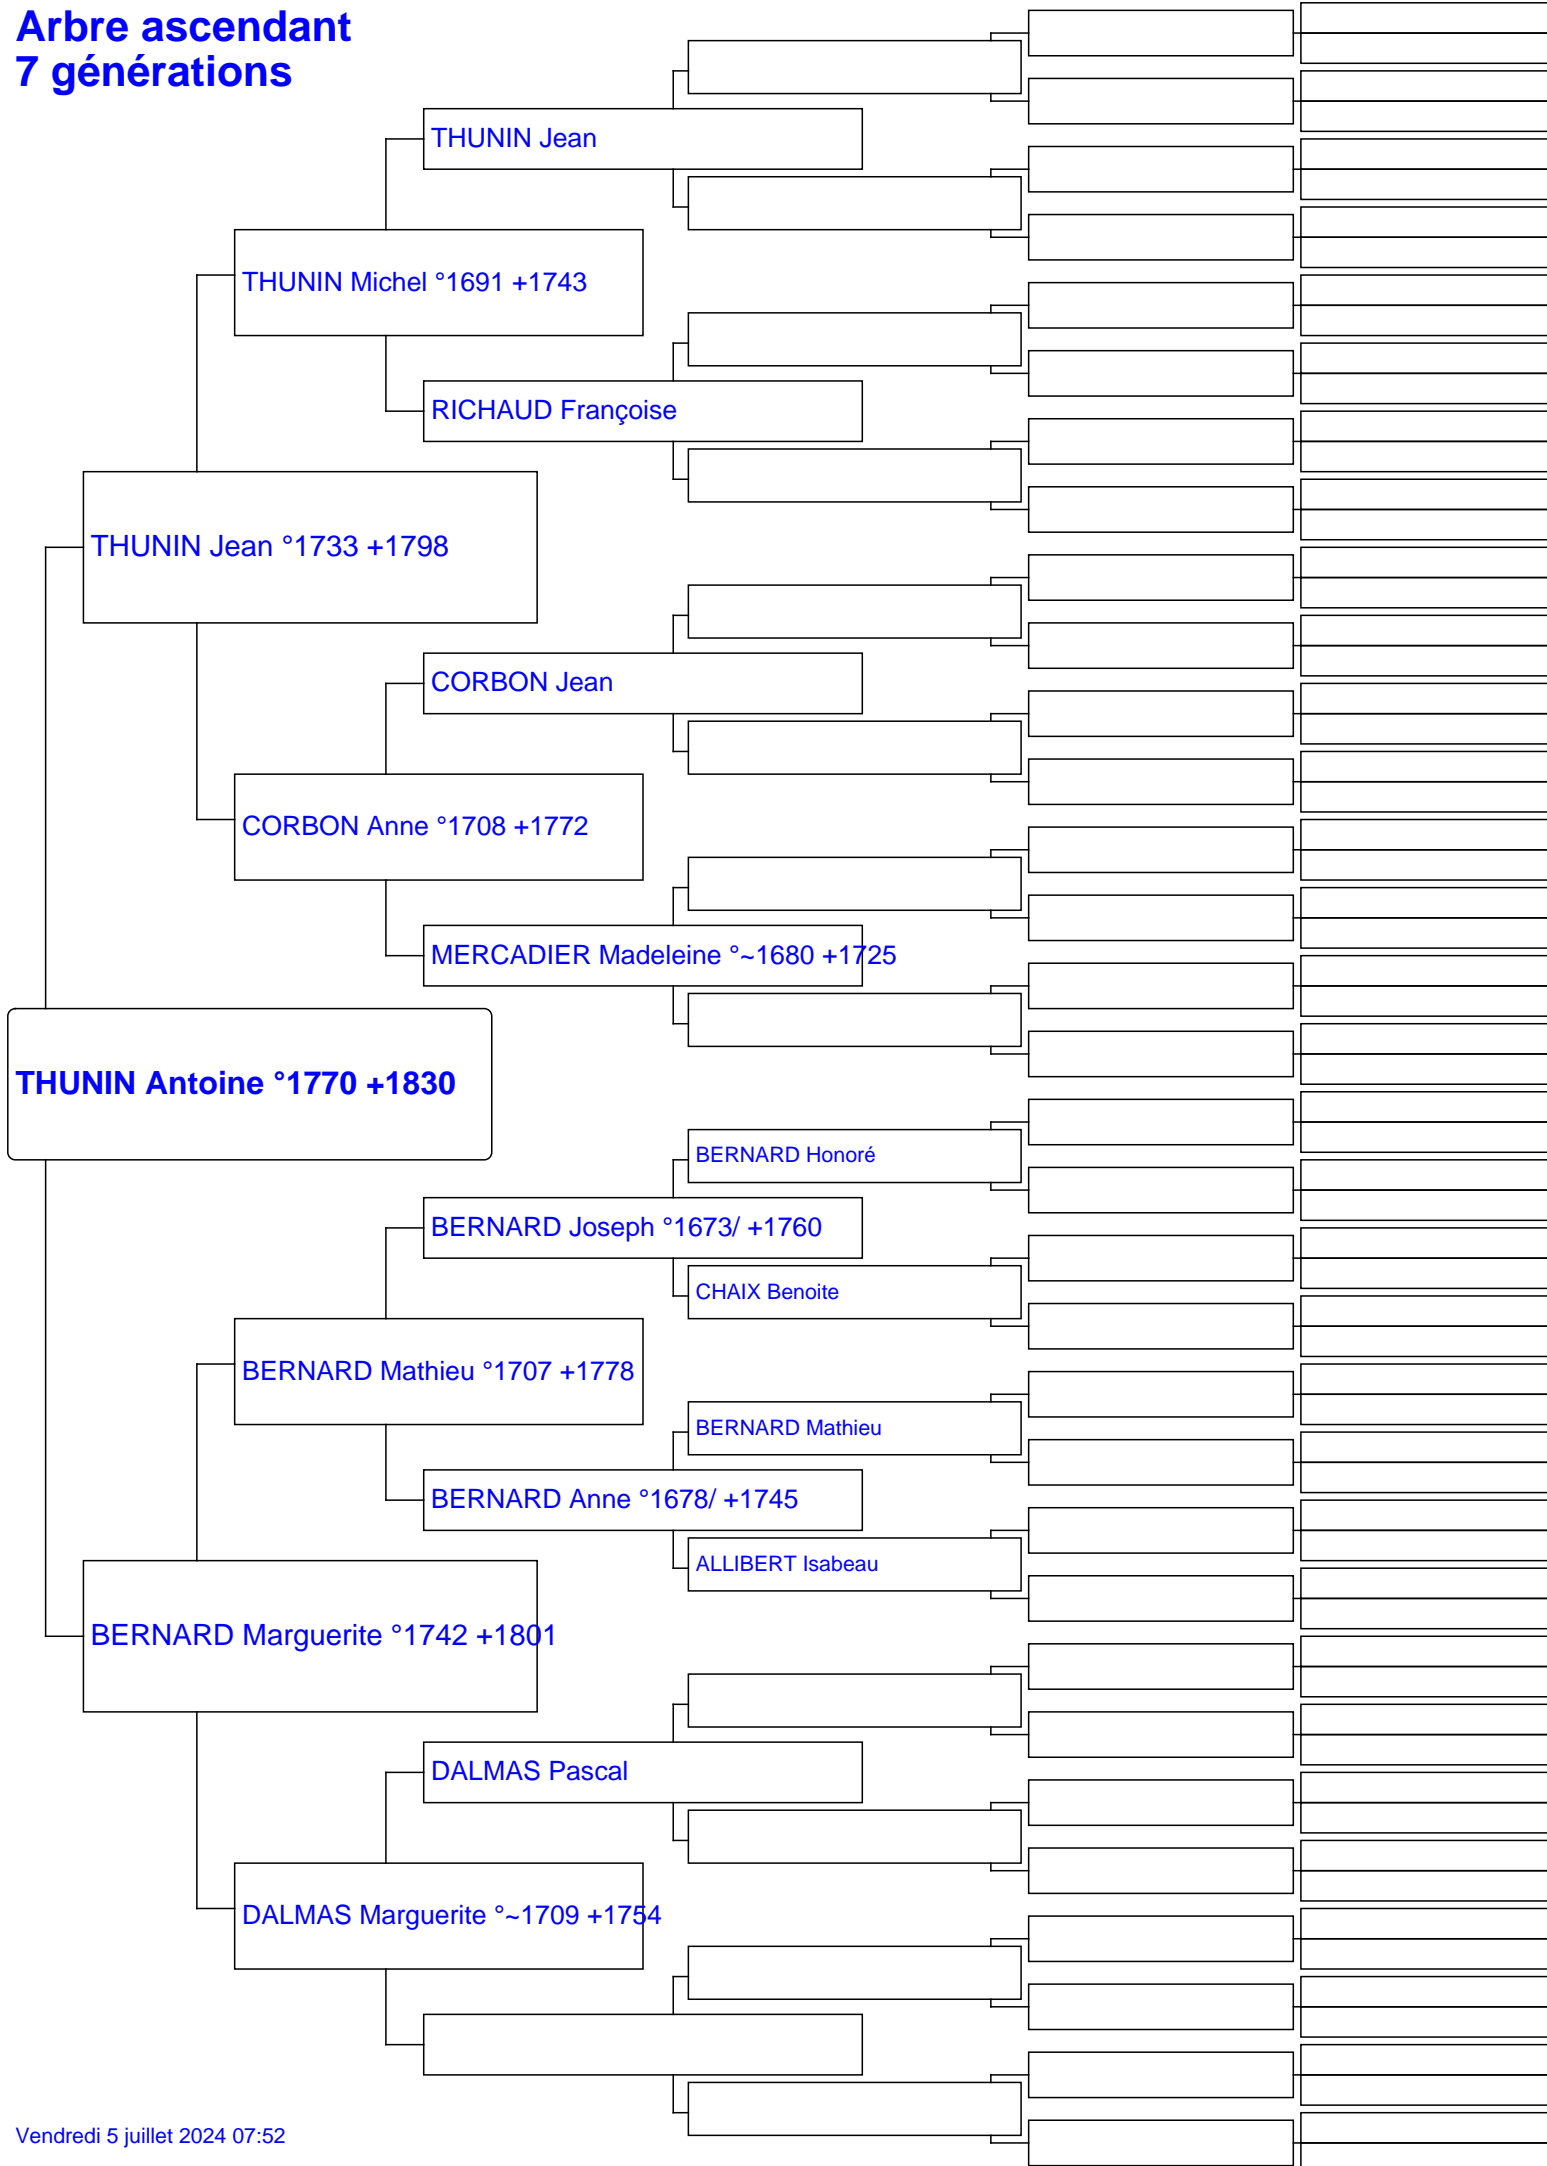 Arbre ascendant
7 générations
THUNIN Jean
THUNIN Michel °1691 +1743
RICHAUD Françoise
THUNIN Jean °1733 +1798
CORBON Jean
CORBON Anne °1708 +1772
MERCADIER Madeleine °~1680 +1725
THUNIN Antoine °1770 +1830
BERNARD Honoré
BERNARD Joseph °1673/ +1760
CHAIX Benoite
BERNARD Mathieu °1707 +1778
BERNARD Mathieu
BERNARD Anne °1678/ +1745
ALLIBERT Isabeau
BERNARD Marguerite °1742 +1801
DALMAS Pascal
DALMAS Marguerite °~1709 +1754
Vendredi 5 juillet 2024 07:52